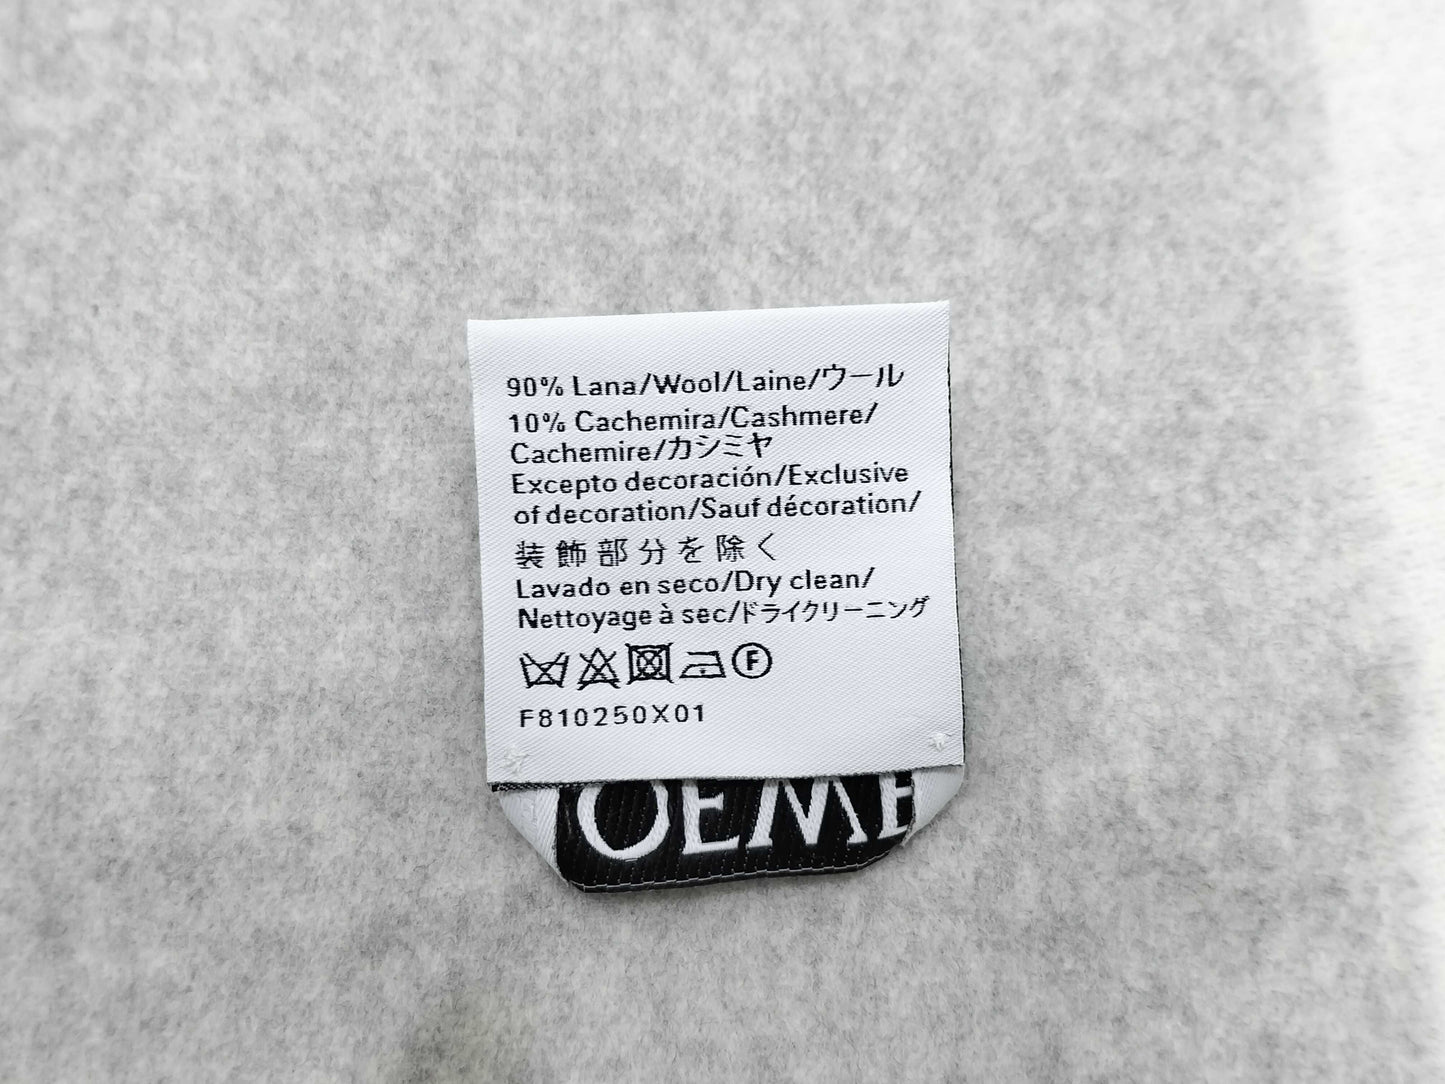 90% Lana/Wool/Laine/ウール
10% Cachemira/Cashmere/
Cachemire/カシミヤ
Excepto decoración/Exclusive
of decoration/Sauf décoration/
装飾部分を除く
Lavado en seco/Dry clean/
Nettoyage à sec/ドライクリーニング
F
F810250X01
OEWE